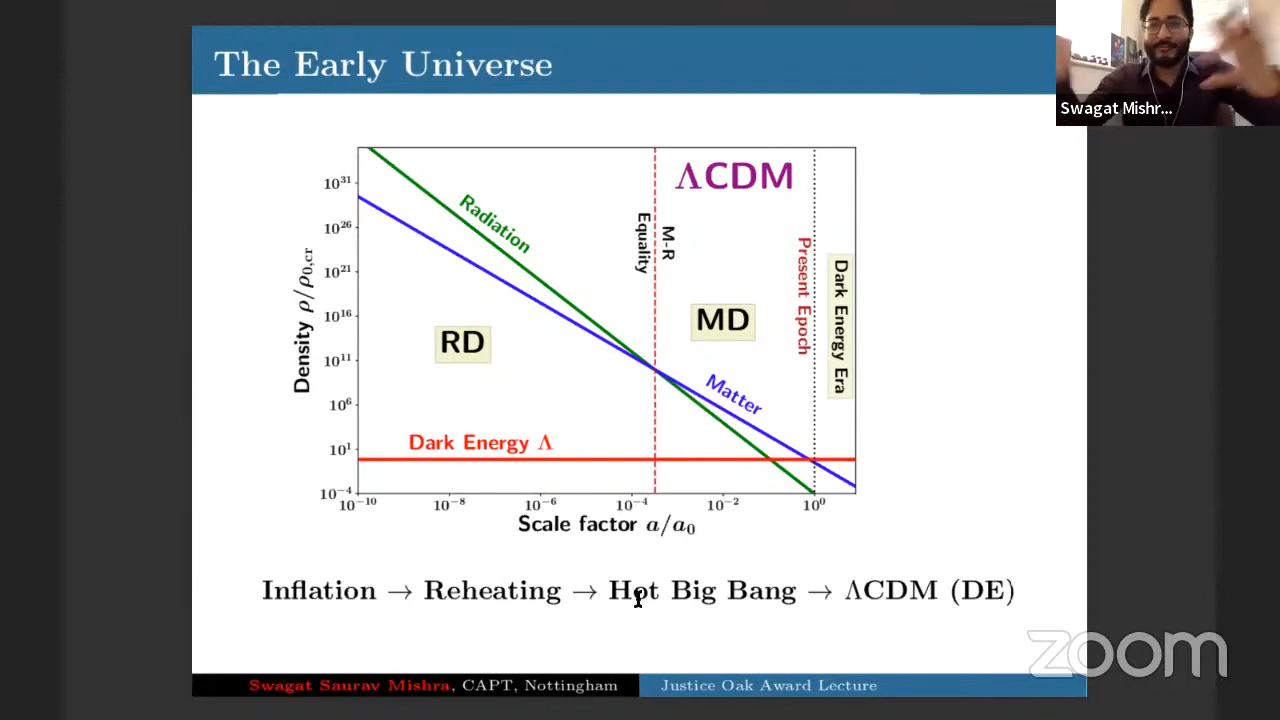 The Early Universe
Swagat Mishr...
ΛCDM
Radiation
M-R
Equality
Present Epoch
Dark Energy Era
RD
MD
Matter
Dark Energy Λ
Density ρ/ρ0,cr
10^31
10^26
10^21
10^16
10^11
10^6
10^1
10^−4
10^−10
10^−8
10^−6
10^−4
10^−2
10^0
Scale factor a/a0
Inflation → Reheating → Hot Big Bang → ΛCDM (DE)
zoom
Swagat Saurav Mishra, CAPT, Nottingham
Justice Oak Award Lecture